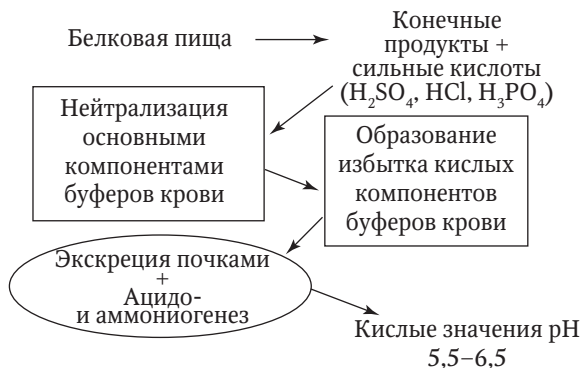 Белковая пища
Конечные
продукты +
сильные кислоты
(H₂SO₄, HCl, H₃PO₄)
Нейтрализация
основными
компонентами
буферов крови
Образование
избытка кислых
компонентов
буферов крови
Экскреция почками
+
Ацидо-
и аммониогенез
Кислые значения pH
5,5–6,5